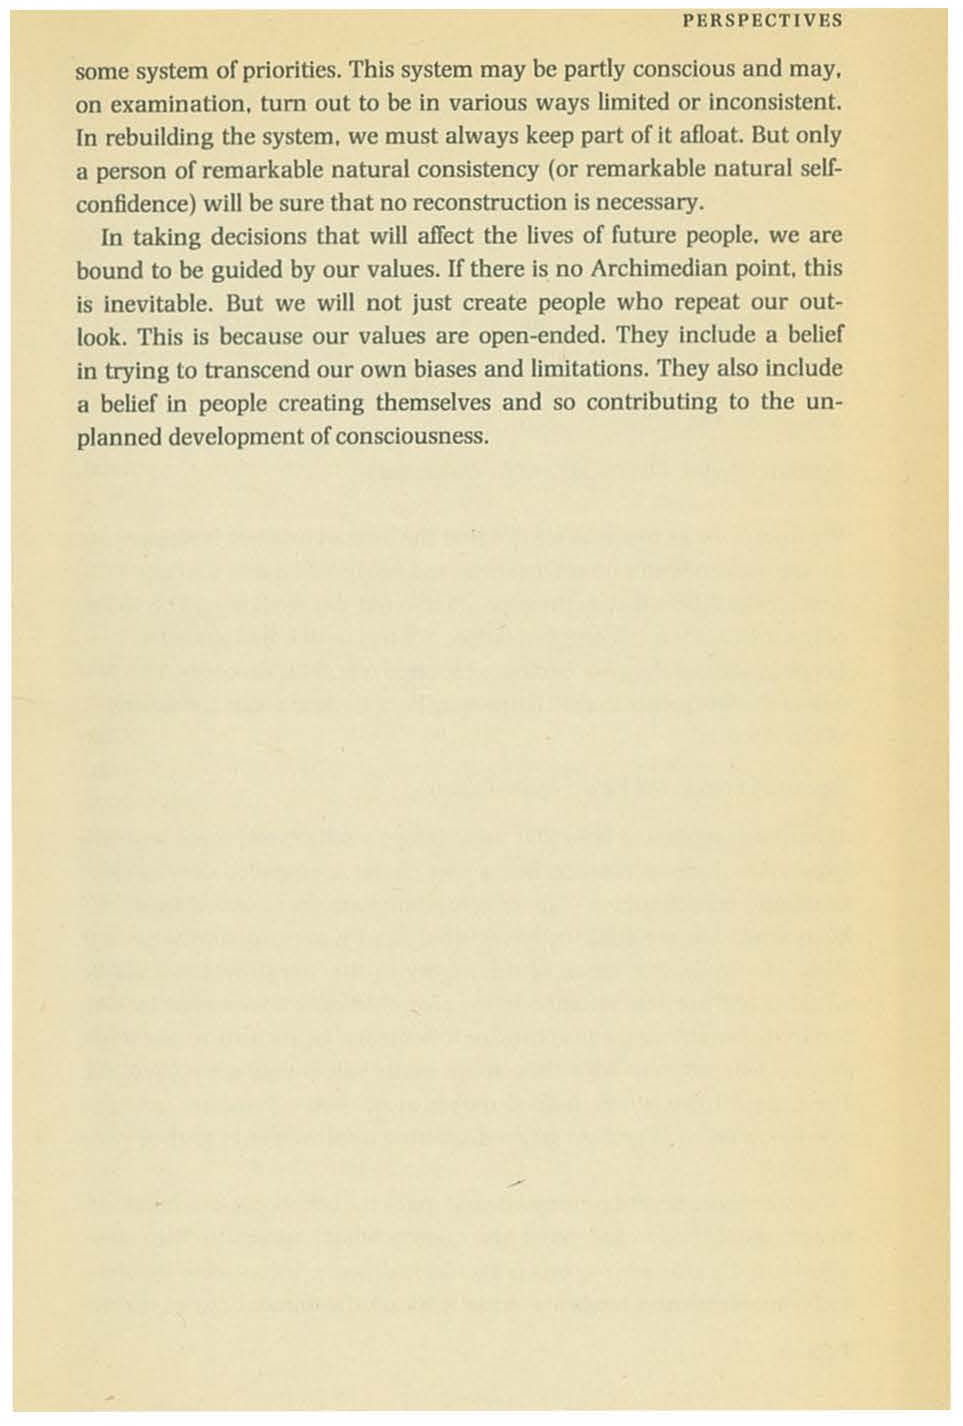 PERSPECTIVES
some system of priorities. This system may be partly conscious and may,
on examination, turn out to be in various ways limited or inconsistent.
In rebuilding the system, we must always keep part of it afloat. But only
a person of remarkable natural consistency (or remarkable natural self-
confidence) will be sure that no reconstruction is necessary.
In taking decisions that will affect the lives of future people, we are
bound to be guided by our values. If there is no Archimedian point, this
is inevitable. But we will not just create people who repeat our out-
look. This is because our values are open-ended. They include a belief
in trying to transcend our own biases and limitations. They also include
a belief in people creating themselves and so contributing to the un-
planned development of consciousness.